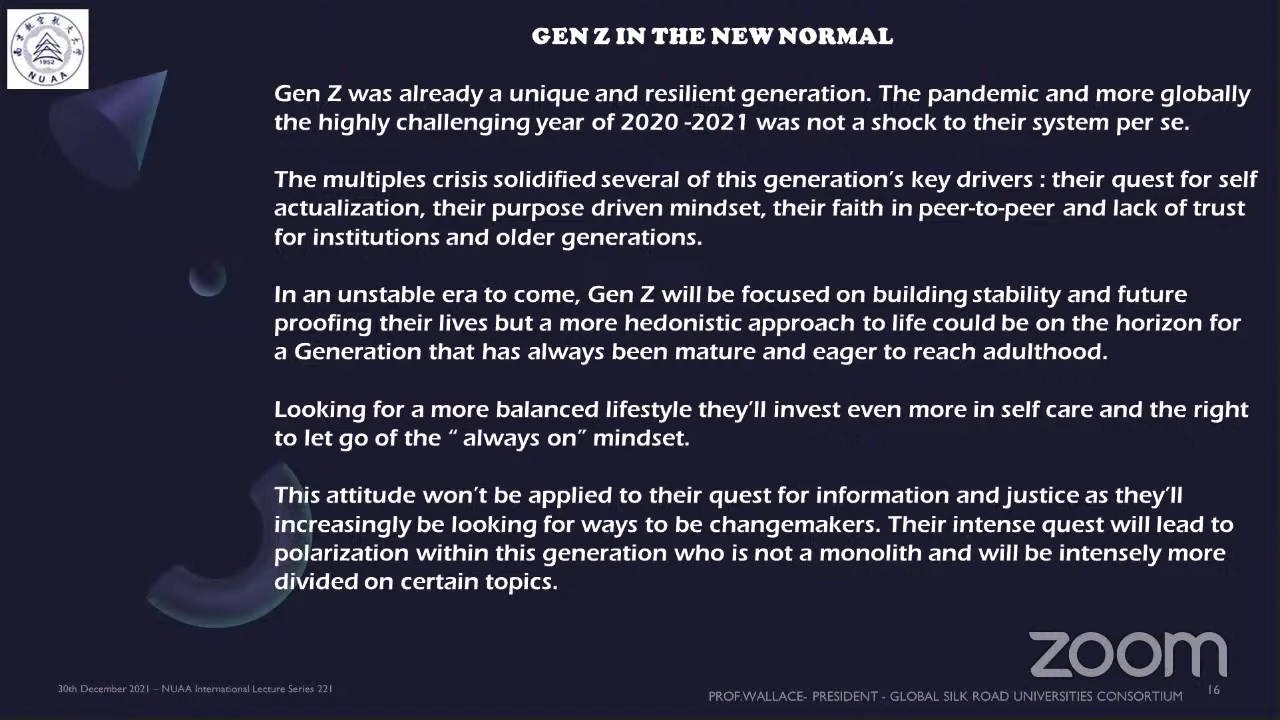 南京航空航天大学
1952
NUAA
GEN Z IN THE NEW NORMAL
Gen Z was already a unique and resilient generation. The pandemic and more globally
the highly challenging year of 2020 -2021 was not a shock to their system per se.
The multiples crisis solidified several of this generation's key drivers : their quest for self
actualization, their purpose driven mindset, their faith in peer-to-peer and lack of trust
for institutions and older generations.
In an unstable era to come, Gen Z will be focused on building stability and future
proofing their lives but a more hedonistic approach to life could be on the horizon for
a Generation that has always been mature and eager to reach adulthood.
Looking for a more balanced lifestyle they'll invest even more in self care and the right
to let go of the “ always on” mindset.
This attitude won't be applied to their quest for information and justice as they'll
increasingly be looking for ways to be changemakers. Their intense quest will lead to
polarization within this generation who is not a monolith and will be intensely more
divided on certain topics.
zoom
30th December 2021 – NUAA International Lecture Series 221
PROF.WALLACE- PRESIDENT - GLOBAL SILK ROAD UNIVERSITIES CONSORTIUM
16